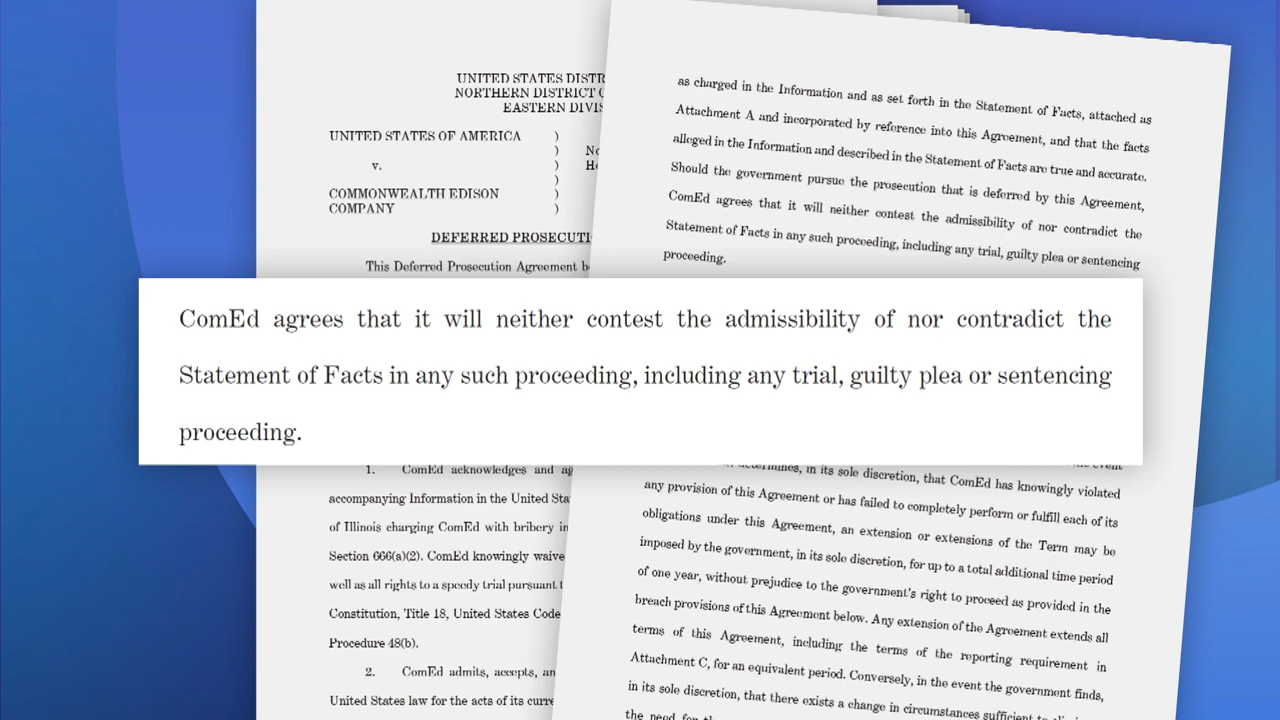 UNITED STATES DISTR
NORTHERN DISTRICT
EASTERN DIVIS
UNITED STATES OF AMERICA )
)
v. )
)
COMMONWEALTH EDISON )
COMPANY )
DEFERRED PROSECUTI
This Deferred Prosecution Agreement
1. ComEd acknowledges and
accompanying Information in the United
of Illinois charging ComEd with bribery
Section 666(a)(2). ComEd knowingly waive
well as all rights to a speedy trial pursuant
Constitution, Title 18, United States Code
Procedure 48(b).
2. ComEd admits, accepts,
United States law for the acts of its
as charged in the Information and as set forth in the Statement of Facts, attached as
Attachment A and incorporated by reference into this Agreement, and that the facts
alleged in the Information and described in the Statement of Facts are true and accurate.
Should the government pursue the prosecution that is deferred by this Agreement,
ComEd agrees that it will neither contest the admissibility of nor contradict the
Statement of Facts in any such proceeding, including any trial, guilty plea or sentencing
proceeding.
ComEd agrees that it will neither contest the admissibility of nor contradict the
Statement of Facts in any such proceeding, including any trial, guilty plea or sentencing
proceeding.
determines, in its sole discretion, that ComEd has knowingly violated
any provision of this Agreement or has failed to completely perform or fulfill each of its
obligations under this Agreement, an extension or extensions of the Term may be
imposed by the government, in its sole discretion, for up to a total additional time period
of one year, without prejudice to the government's right to proceed as provided in the
breach provisions of this Agreement below. Any extension of the Agreement extends all
terms of this Agreement, including the terms of the reporting requirement in
Attachment C, for an equivalent period. Conversely, in the event the government finds,
in its sole discretion, that there exists a change in circumstances sufficient to
the need for